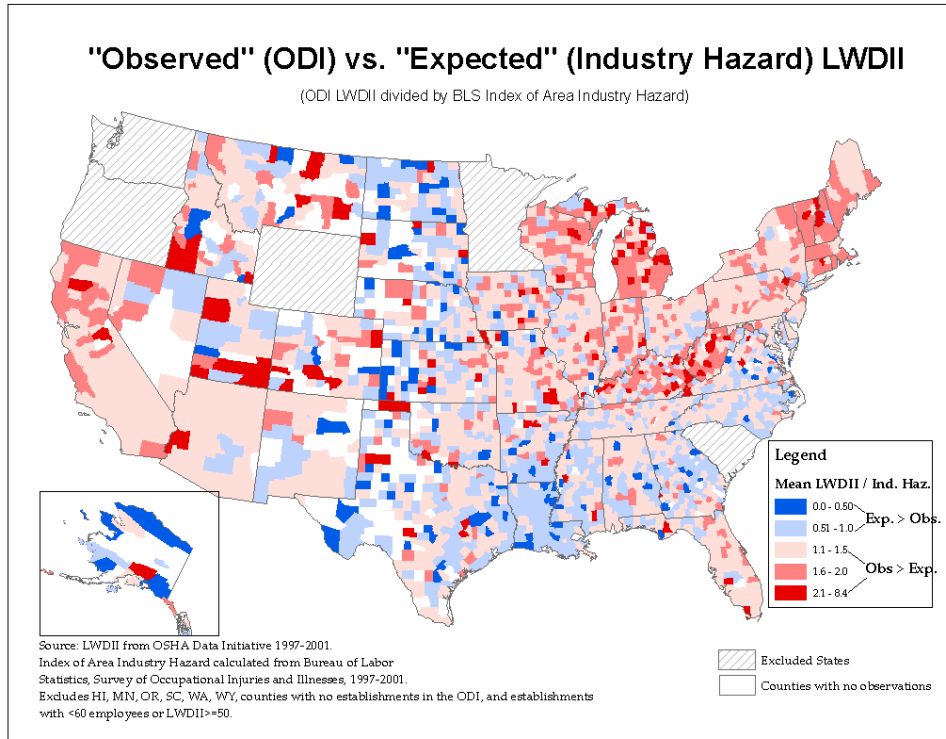 "Observed" (ODI) vs. "Expected" (Industry Hazard) LWDII
(ODI LWDII divided by BLS Index of Area Industry Hazard)
Legend
Mean LWDII / Ind. Haz.
0.0 - 0.50
0.51 - 1.0
Exp. > Obs.
1.1 - 1.5
1.6 - 2.0
Obs > Exp.
2.1 - 8.4
Source: LWDII from OSHA Data Initiative 1997-2001.
Index of Area Industry Hazard calculated from Bureau of Labor
Statistics, Survey of Occupational Injuries and Illnesses, 1997-2001.
Excludes HI, MN, OR, SC, WA, WY, counties with no establishments in the ODI, and establishments
with <60 employees or LWDII>=50.
Excluded States
Counties with no observations